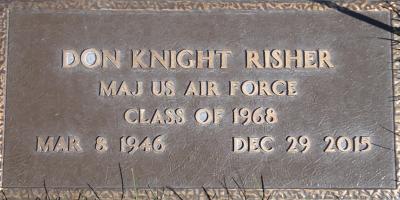 DON KNIGHT RISHER
MAJ US AIR FORCE
CLASS OF 1968
MAR 8 1946 DEC 29 2015